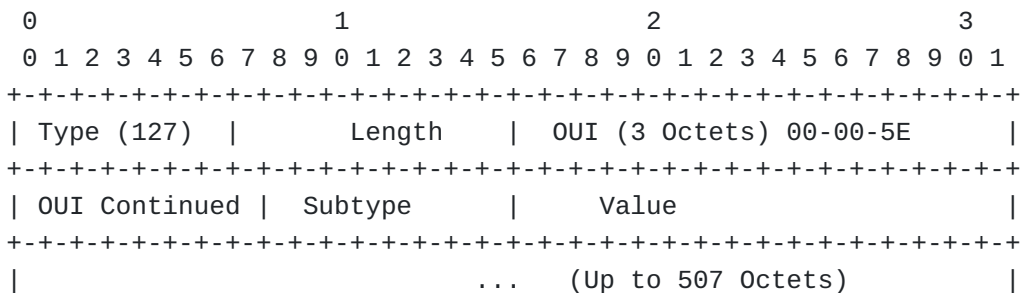 0                   1                   2                   3
 0 1 2 3 4 5 6 7 8 9 0 1 2 3 4 5 6 7 8 9 0 1 2 3 4 5 6 7 8 9 0 1
+-+-+-+-+-+-+-+-+-+-+-+-+-+-+-+-+-+-+-+-+-+-+-+-+-+-+-+-+-+-+-+-+
| Type (127)  |       Length    |  OUI (3 Octets) 00-00-5E      |
+-+-+-+-+-+-+-+-+-+-+-+-+-+-+-+-+-+-+-+-+-+-+-+-+-+-+-+-+-+-+-+-+
| OUI Continued |  Subtype      |     Value                     |
+-+-+-+-+-+-+-+-+-+-+-+-+-+-+-+-+-+-+-+-+-+-+-+-+-+-+-+-+-+-+-+-+
|                             ...   (Up to 507 Octets)          |